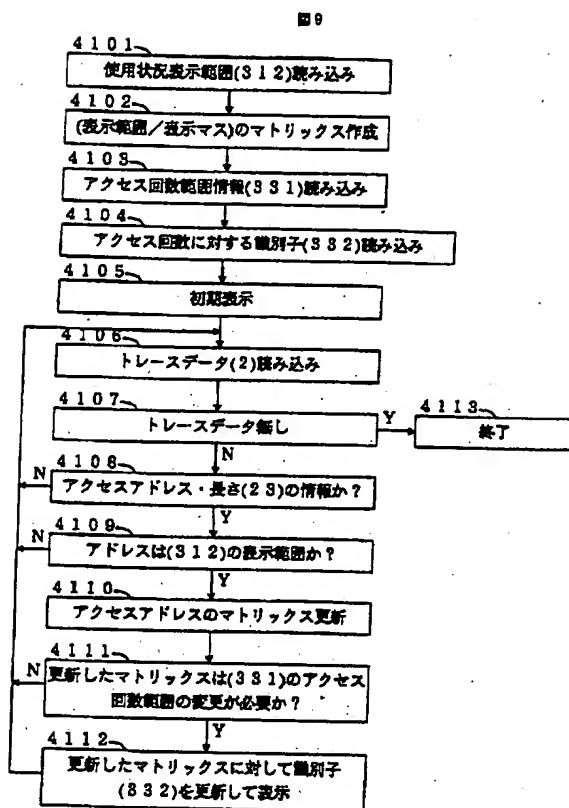 図9
4101
使用状況表示範囲(312)読み込み
4102
(表示範囲/表示マス)のマトリックス作成
4103
アクセス回数範囲情報(331)読み込み
4104
アクセス回数に対する識別子(332)読み込み
4105
初期表示
4106
トレースデータ(2)読み込み
4107
トレースデータ無し
Y
4113
終了
N
4108
N
アクセスアドレス・長さ(23)の情報か?
Y
4109
N
アドレスは(312)の表示範囲か?
Y
4110
アクセスアドレスのマトリックス更新
4111
N
更新したマトリックスは(331)のアクセス
回数範囲の変更が必要か?
Y
4112
更新したマトリックスに対して識別子
(332)を更新して表示